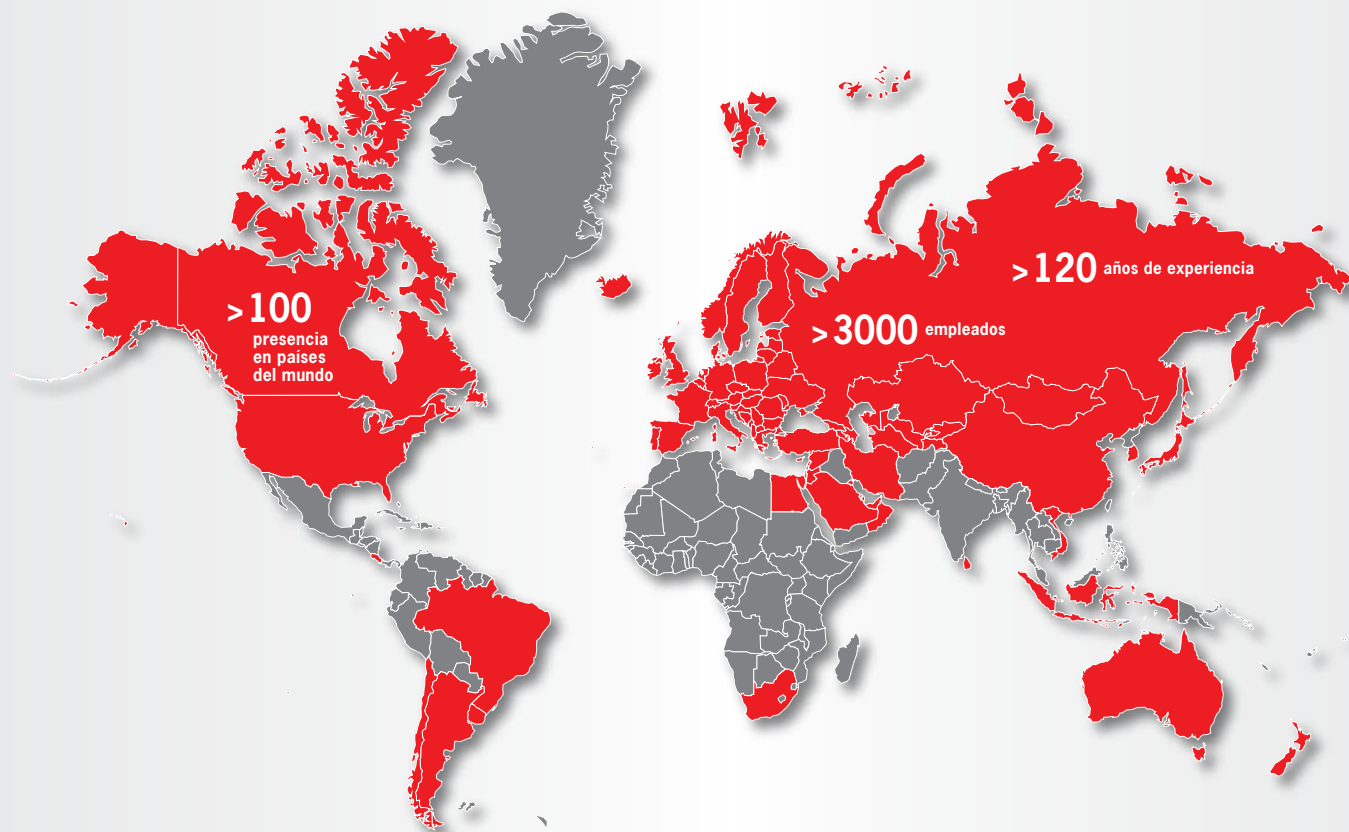 > 120 años de experiencia
> 100
presencia
en países
del mundo
> 3000 empleados